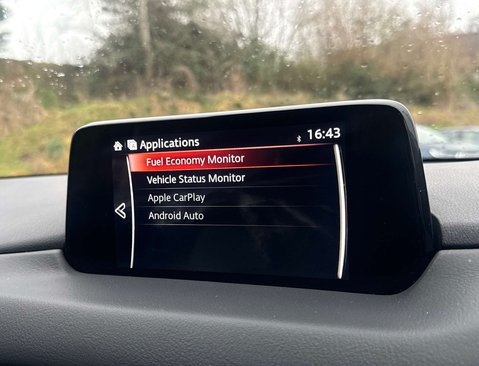 Applications 16:43
Fuel Economy Monitor
Vehicle Status Monitor
Apple CarPlay
Android Auto